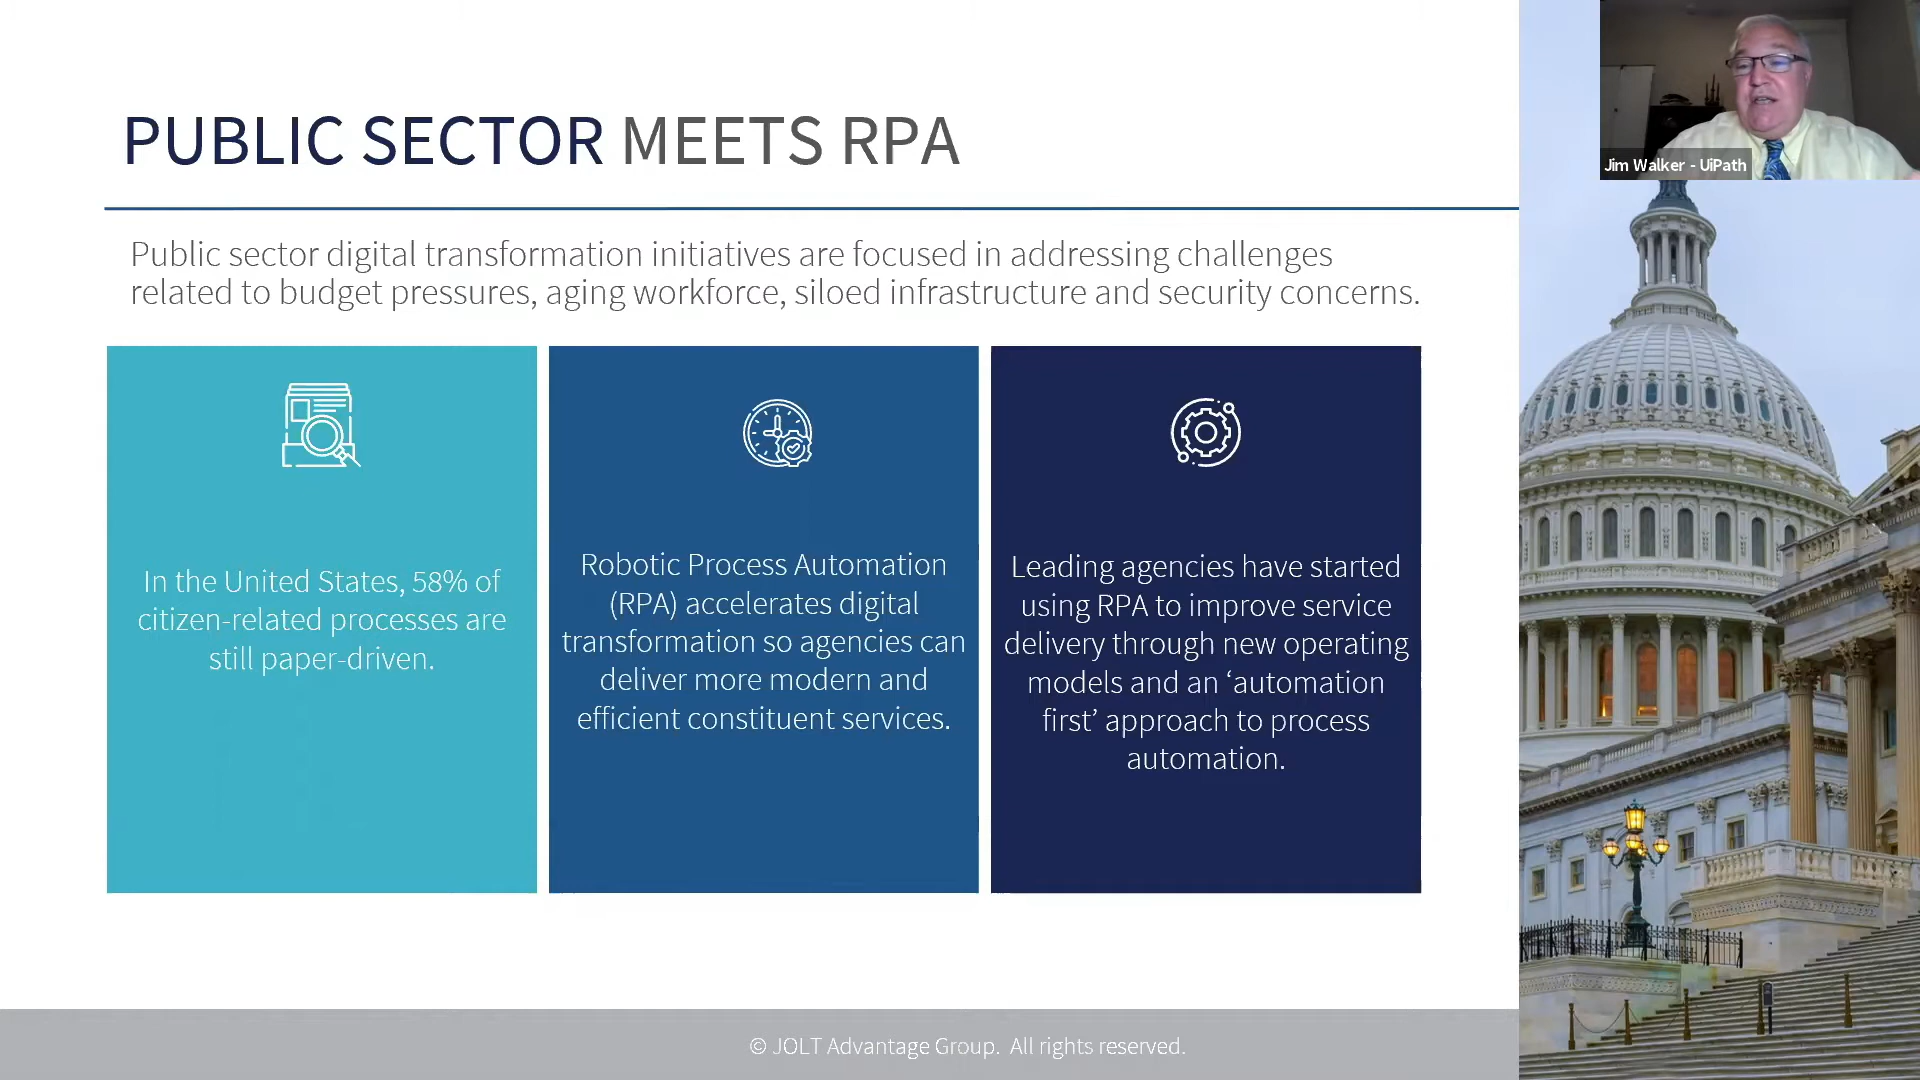 PUBLIC SECTOR MEETS RPA
Jim Walker - UiPath
Public sector digital transformation initiatives are focused in addressing challenges
related to budget pressures, aging workforce, siloed infrastructure and security concerns.
In the United States, 58% of
citizen-related processes are
still paper-driven.
Robotic Process Automation
(RPA) accelerates digital
transformation so agencies can
deliver more modern and
efficient constituent services.
Leading agencies have started
using RPA to improve service
delivery through new operating
models and an ‘automation
first’ approach to process
automation.
© JOLT Advantage Group. All rights reserved.